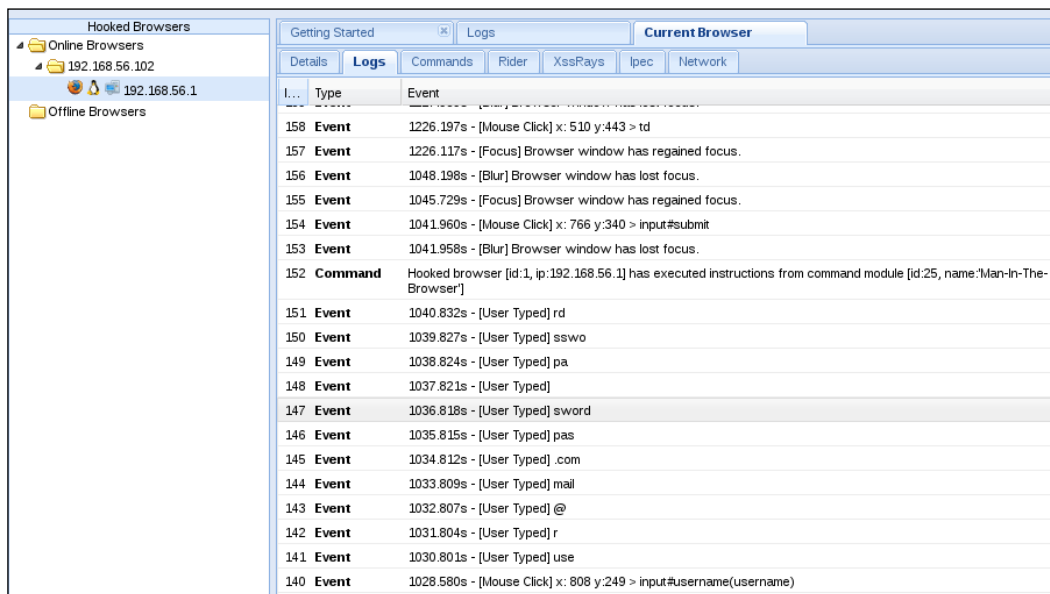 Hooked Browsers
Online Browsers
192.168.56.102
192.168.56.1
Offline Browsers
Getting Started Logs Current Browser
Details Logs Commands Rider XssRays Ipec Network
I... Type Event
158 Event 1226.197s - [Mouse Click] x: 510 y:443 > td
157 Event 1226.117s - [Focus] Browser window has regained focus.
156 Event 1048.198s - [Blur] Browser window has lost focus.
155 Event 1045.729s - [Focus] Browser window has regained focus.
154 Event 1041.960s - [Mouse Click] x: 766 y:340 > input#submit
153 Event 1041.958s - [Blur] Browser window has lost focus.
152 Command Hooked browser [id:1, ip:192.168.56.1] has executed instructions from command module [id:25, name:'Man-In-The-
Browser']
151 Event 1040.832s - [User Typed] rd
150 Event 1039.827s - [User Typed] sswo
149 Event 1038.824s - [User Typed] pa
148 Event 1037.821s - [User Typed]
147 Event 1036.818s - [User Typed] sword
146 Event 1035.815s - [User Typed] pas
145 Event 1034.812s - [User Typed] .com
144 Event 1033.809s - [User Typed] mail
143 Event 1032.807s - [User Typed] @
142 Event 1031.804s - [User Typed] r
141 Event 1030.801s - [User Typed] use
140 Event 1028.580s - [Mouse Click] x: 808 y:249 > input#username(username)